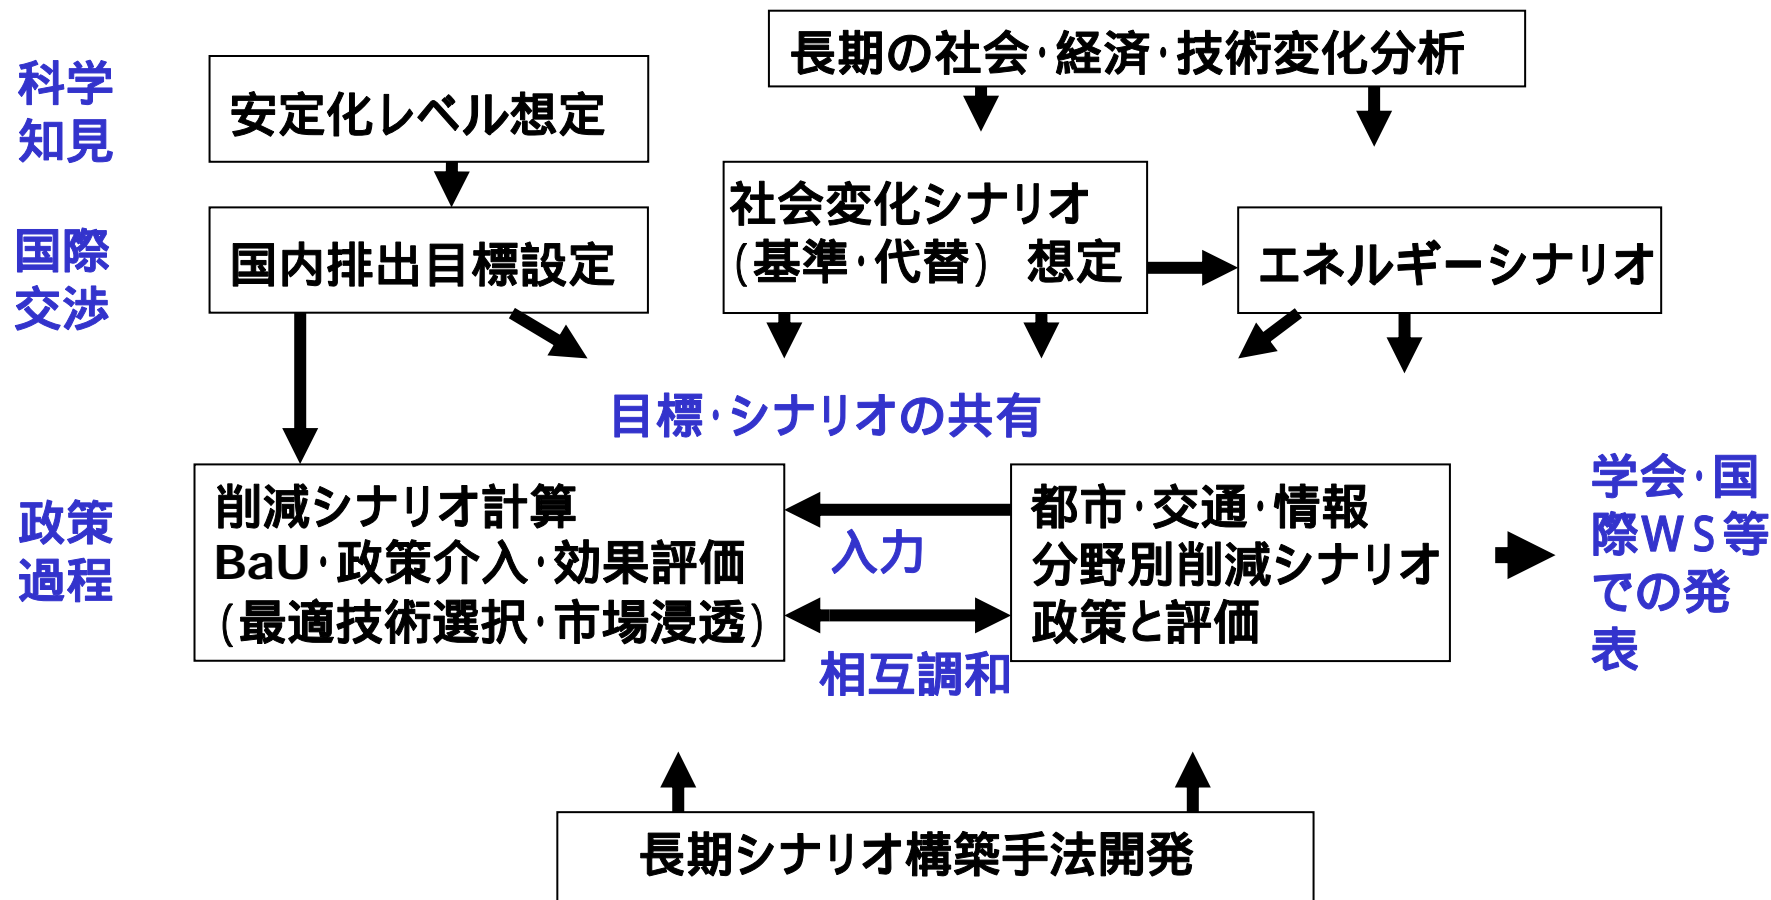 長期の社会・経済・技術変化分析
科学
知見
安定化レベル想定
国際
交渉
国内排出目標設定
社会変化シナリオ
(基準・代替) 想定
エネルギーシナリオ
目標・シナリオの共有
政策
過程
削減シナリオ計算
BaU・政策介入・効果評価
(最適技術選択・市場浸透)
入力
相互調和
都市・交通・情報
分野別削減シナリオ
政策と評価
学会・国
際WS等
での発
表
長期シナリオ構築手法開発